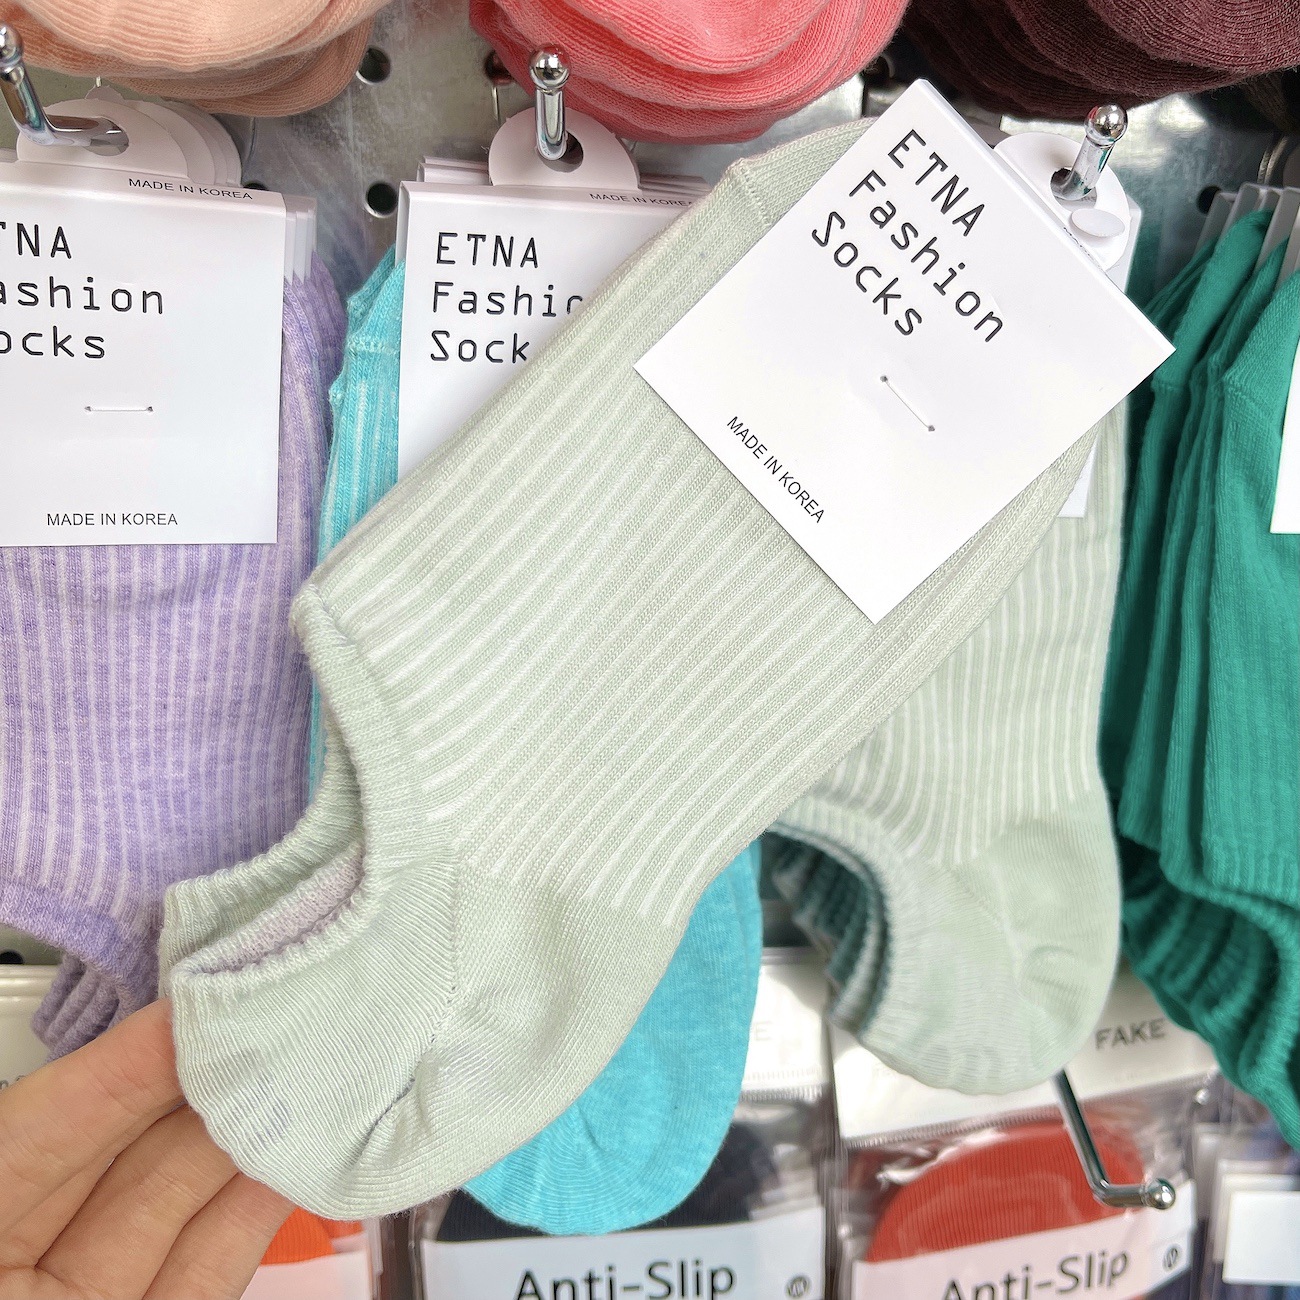 MADE IN KOREA
TNA
ashion
ocks
MADE IN KOREA
MADE IN KOREA
ETNA
Fashio
Sock
ETNA
Fashion
Socks
MADE IN KOREA
FAKE
Anti-Slip
Anti-Slip